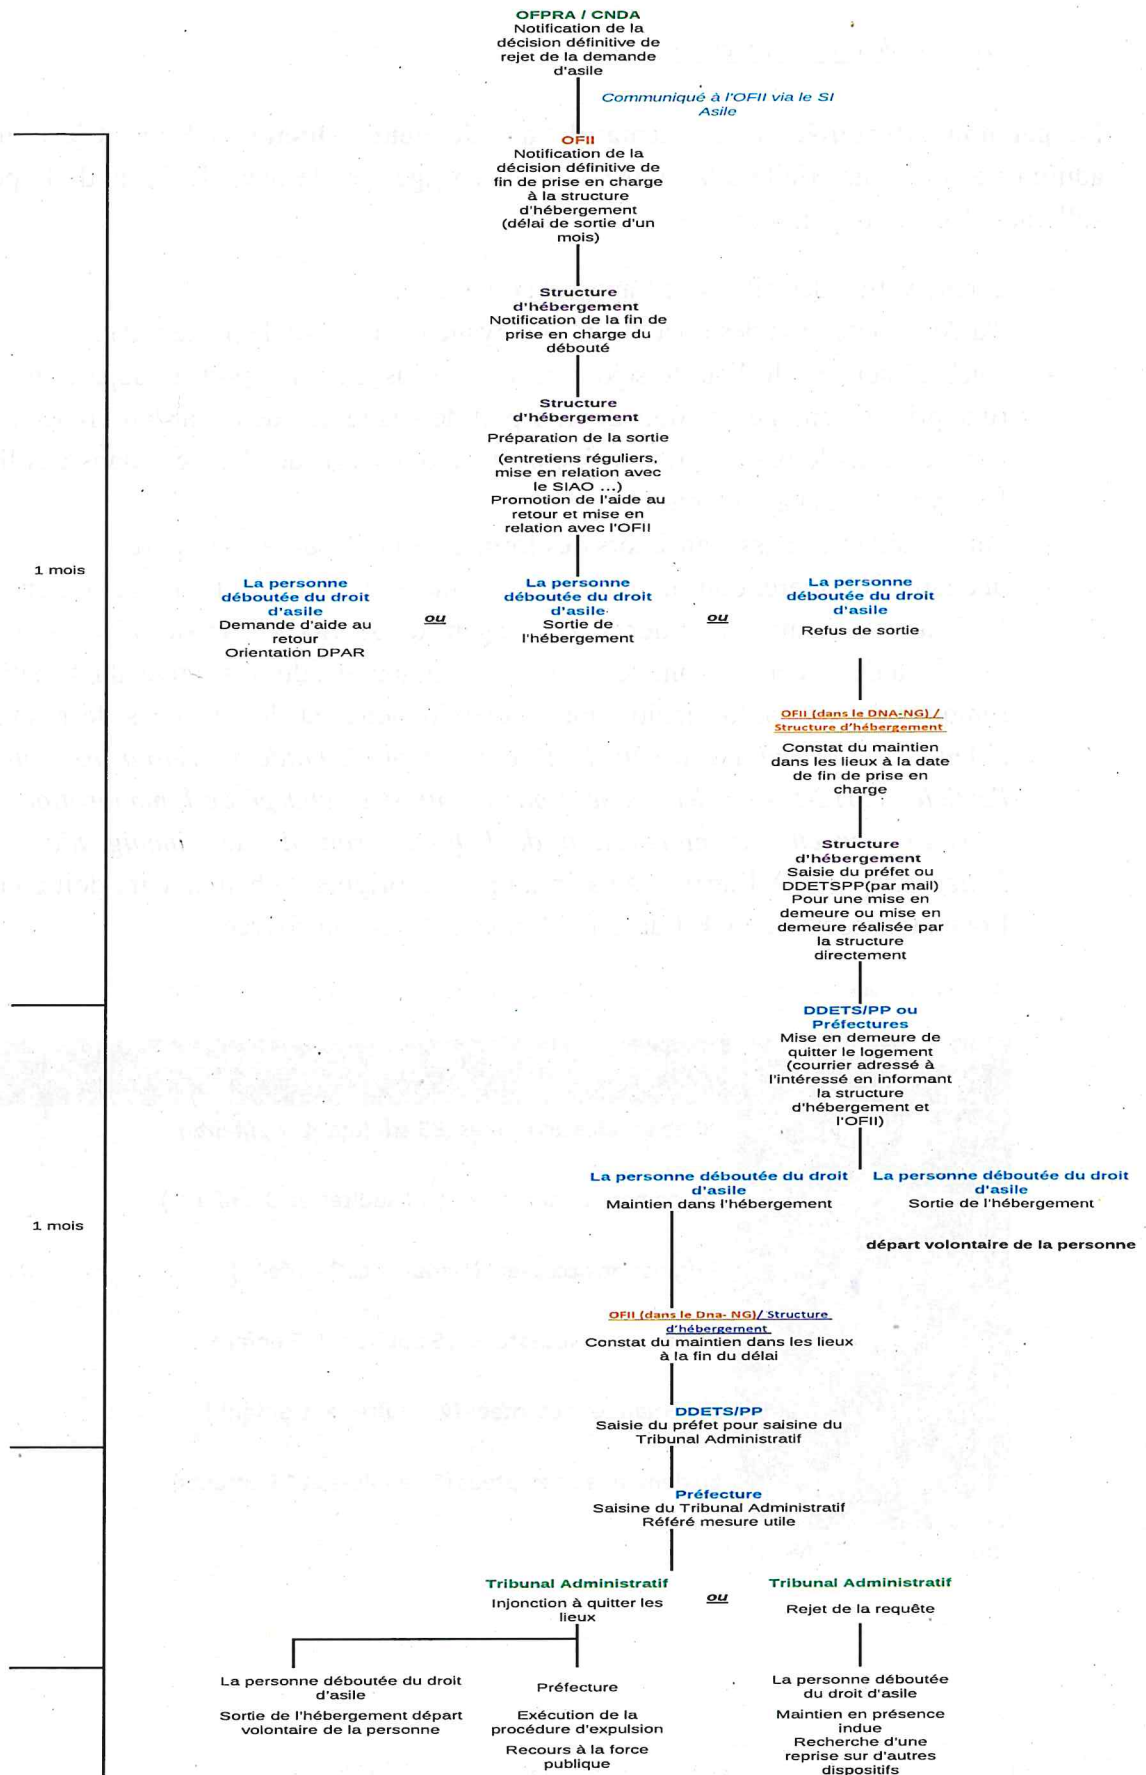 OFPRA / CNDA
Notification de la
décision définitive de
rejet de la demande
d'asile
Communiqué à l'OFII via le SI
Asile
OFII
Notification de la
décision définitive de
fin de prise en charge
à la structure
d'hébergement
(délai de sortie d'un
mois)
Structure
d'hébergement
Notification de la fin de
prise en charge du
débouté
Structure
d'hébergement
Préparation de la sortie
(entretiens réguliers,
mise en relation avec
le SIAO ...)
Promotion de l'aide au
retour et mise en
relation avec l'OFII
1 mois
La personne
déboutée du droit
d'asile
Demande d'aide au
retour
Orientation DPAR
ou
La personne
déboutée du droit
d'asile
Sortie de
l'hébergement
ou
La personne
déboutée du droit
d'asile
Refus de sortie
OFII (dans le DNA-NG) /
Structure d'hébergement
Constat du maintien
dans les lieux à la date
de fin de prise en
charge
Structure
d'hébergement
Saisie du préfet ou
DDETSPP(par mail)
Pour une mise en
demeure ou mise en
demeure réalisée par
la structure
directement
DDETS/PP ou
Préfectures
Mise en demeure de
quitter le logement
(courrier adressé à
l'intéressé en informant
la structure
d'hébergement et
l'OFII)
1 mois
La personne déboutée du droit
d'asile
Maintien dans l'hébergement
La personne déboutée du droit
d'asile
Sortie de l'hébergement
départ volontaire de la personne
OFII (dans le Dna- NG)/ Structure
d'hébergement
Constat du maintien dans les lieux
à la fin du délai
DDETS/PP
Saisie du préfet pour saisine du
Tribunal Administratif
Préfecture
Saisine du Tribunal Administratif
Référé mesure utile
Tribunal Administratif
Injonction à quitter les
lieux
ou
Tribunal Administratif
Rejet de la requête
La personne déboutée du droit
d'asile
Sortie de l'hébergement départ
volontaire de la personne
Préfecture
Exécution de la
procédure d'expulsion
Recours à la force
publique
La personne déboutée
du droit d'asile
Maintien en présence
indue
Recherche d'une
reprise sur d'autres
dispositifs